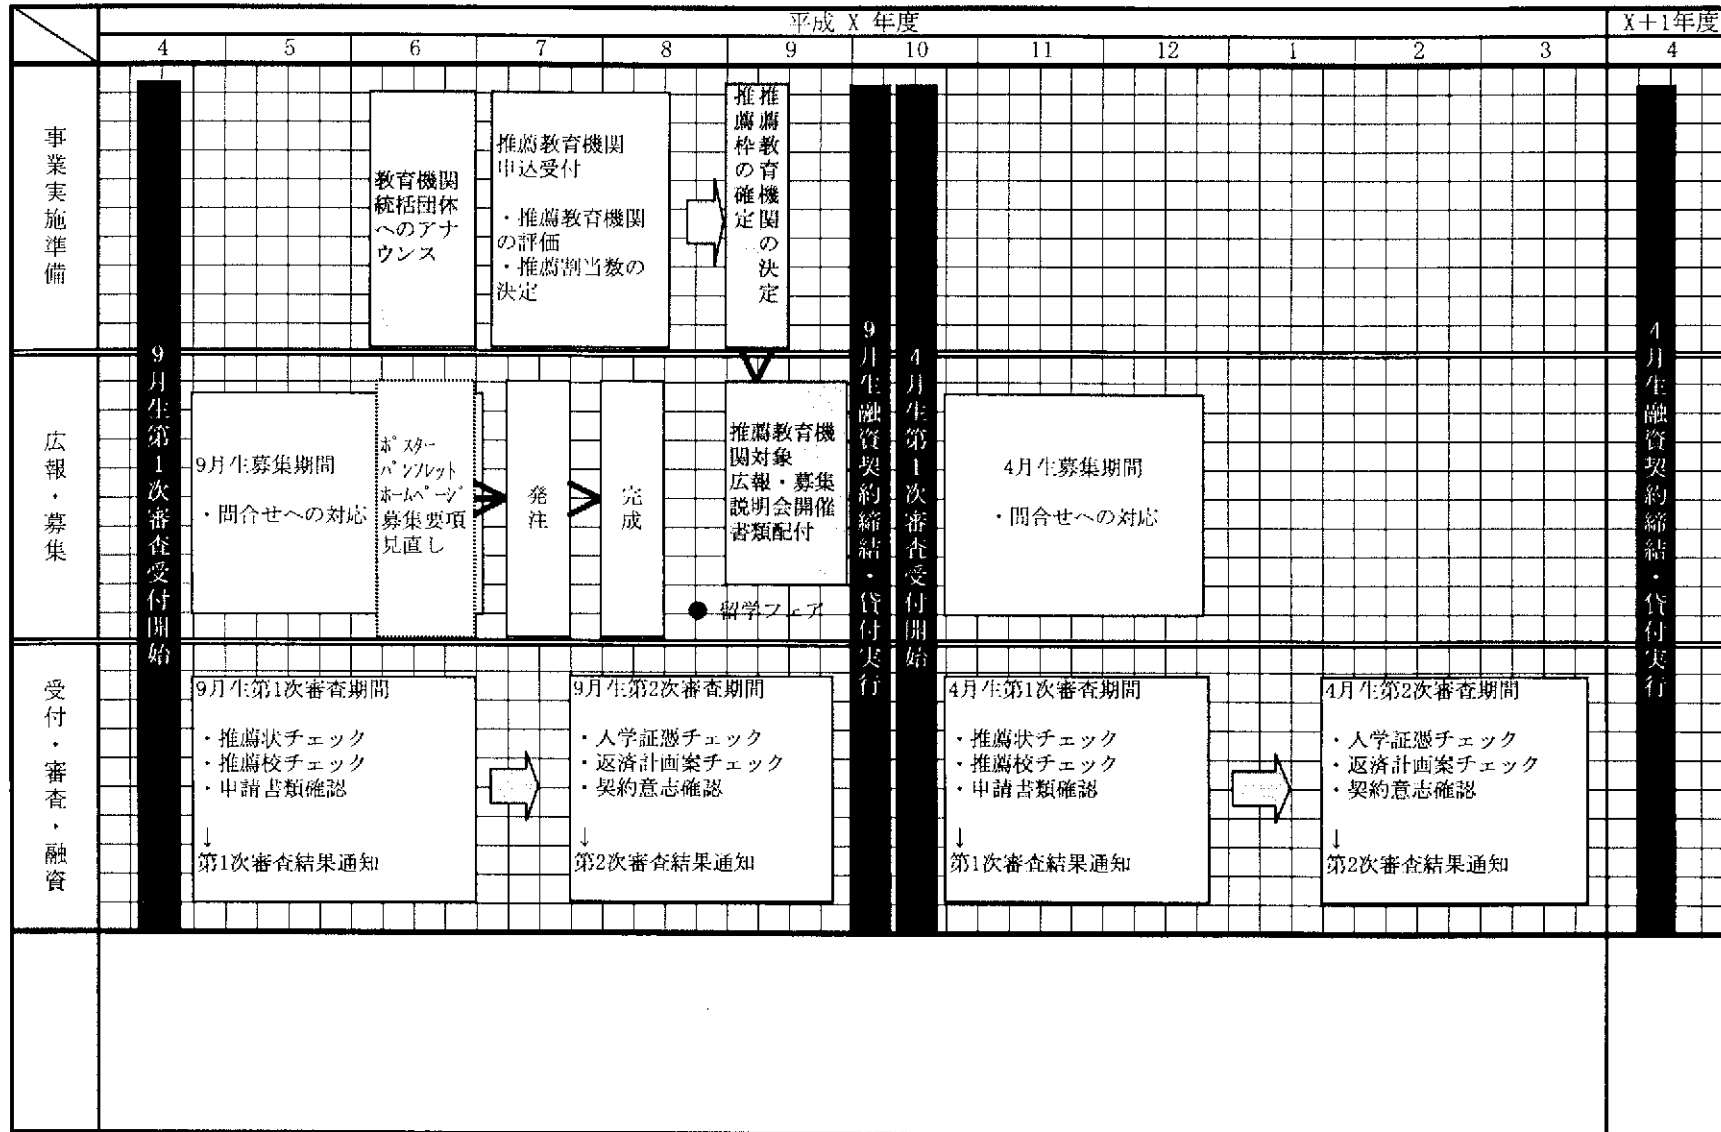 平成 X 年度
X+1年度
4
5
6
7
8
9
10
11
12
1
2
3
4
事業実施準備
教育機関
統括団体
へのアナ
ウンス
推薦教育機関
申込受付
・推薦教育機関
の評価
・推薦割当数の
決定
推薦教育機関の決定
推薦枠の確定
9月生第1次審査受付開始
9月生融資契約締結・貸付実行
4月生第1次審査受付開始
4月生融資契約締結・貸付実行
広報・募集
9月生募集期間
・問合せへの対応
ポスター
パンフレット
ホームページ
募集要項
見直し
発注
完成
推薦教育機
関対象
広報・募集
説明会開催
書類配付
● 留学フェア
4月生募集期間
・問合せへの対応
受付・審査・融資
9月生第1次審査期間
・推薦状チェック
・推薦校チェック
・申請書類確認
↓
第1次審査結果通知
9月生第2次審査期間
・入学証憑チェック
・返済計画案チェック
・契約意志確認
↓
第2次審査結果通知
4月生第1次審査期間
・推薦状チェック
・推薦校チェック
・申請書類確認
↓
第1次審査結果通知
4月生第2次審査期間
・入学証憑チェック
・返済計画案チェック
・契約意志確認
↓
第2次審査結果通知